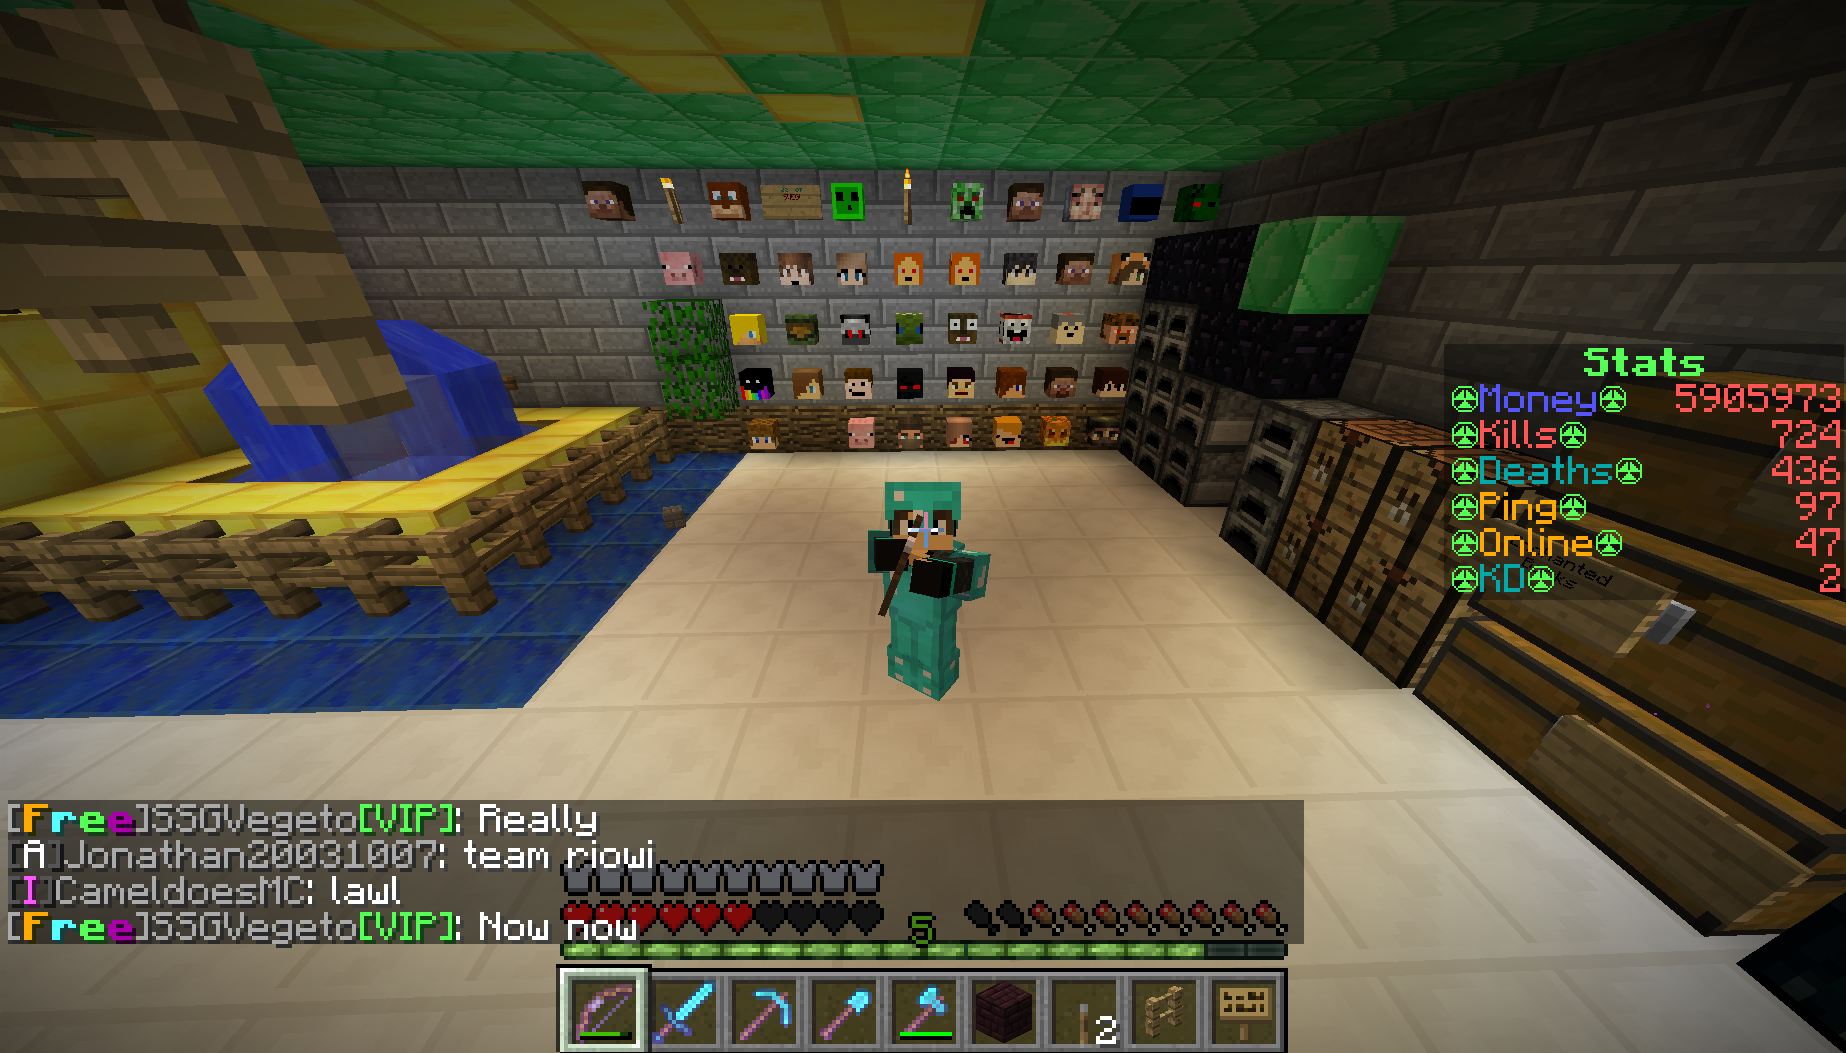 Stats
Money 5905973
Kills 724
Deaths 436
Ping 97
Online 47
KD 2
[Free]SSGVegeto[VIP]: Really
[A]Jonathan20031007: team riowi
[I]CameldoesMC: lawl
[Free]SSGVegeto[VIP]: Now now
5
2